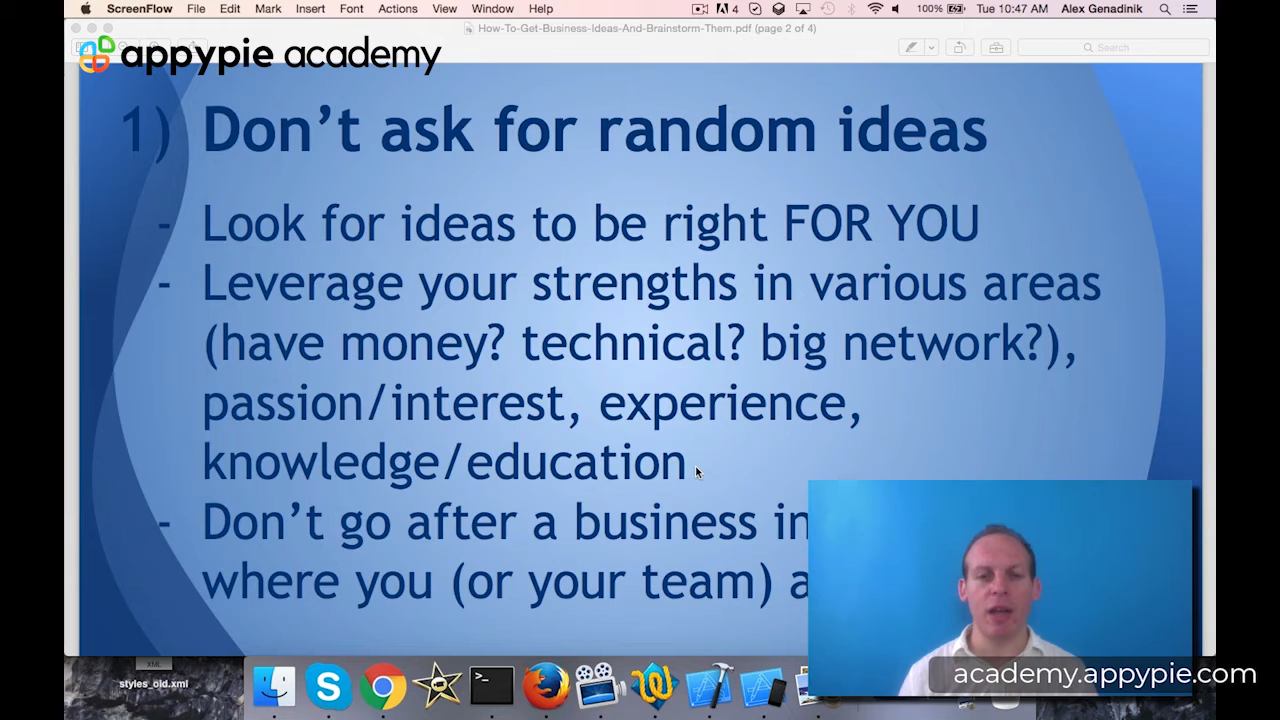 ScreenFlow File Edit Mark Insert Font Actions View Window Help 4 100% Tue 10:47 AM Alex Genadinik
How-To-Get-Business-Ideas-And-Brainstorm-Them.pdf (page 2 of 4)
appypie academy
Search
1) Don't ask for random ideas
- Look for ideas to be right FOR YOU
- Leverage your strengths in various areas
(have money? technical? big network?),
passion/interest, experience,
knowledge/education
- Don't go after a business in
where you (or your team) a
academy.appypie.com
XML
styles_old.xml